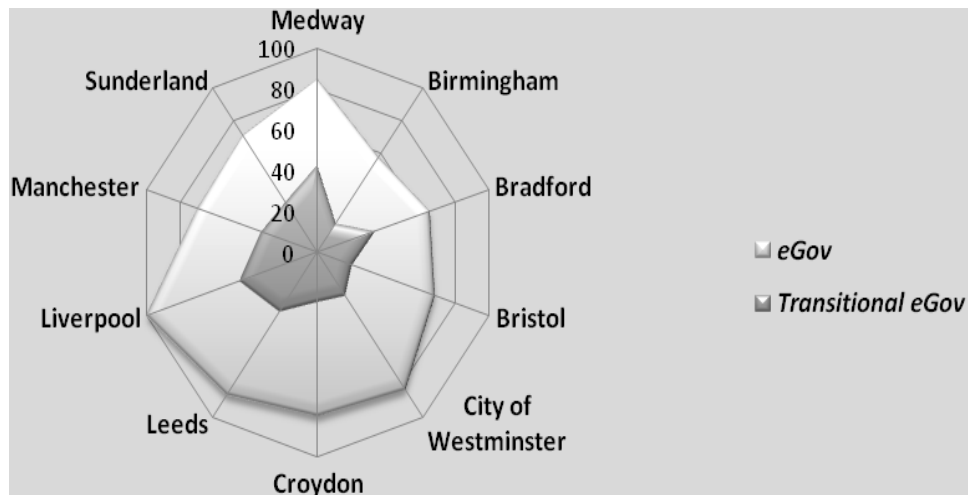 Medway
100
80
60
40
20
0
Sunderland
Birmingham
Manchester
Bradford
Liverpool
Bristol
Leeds
City of
Westminster
Croydon
eGov
Transitional eGov